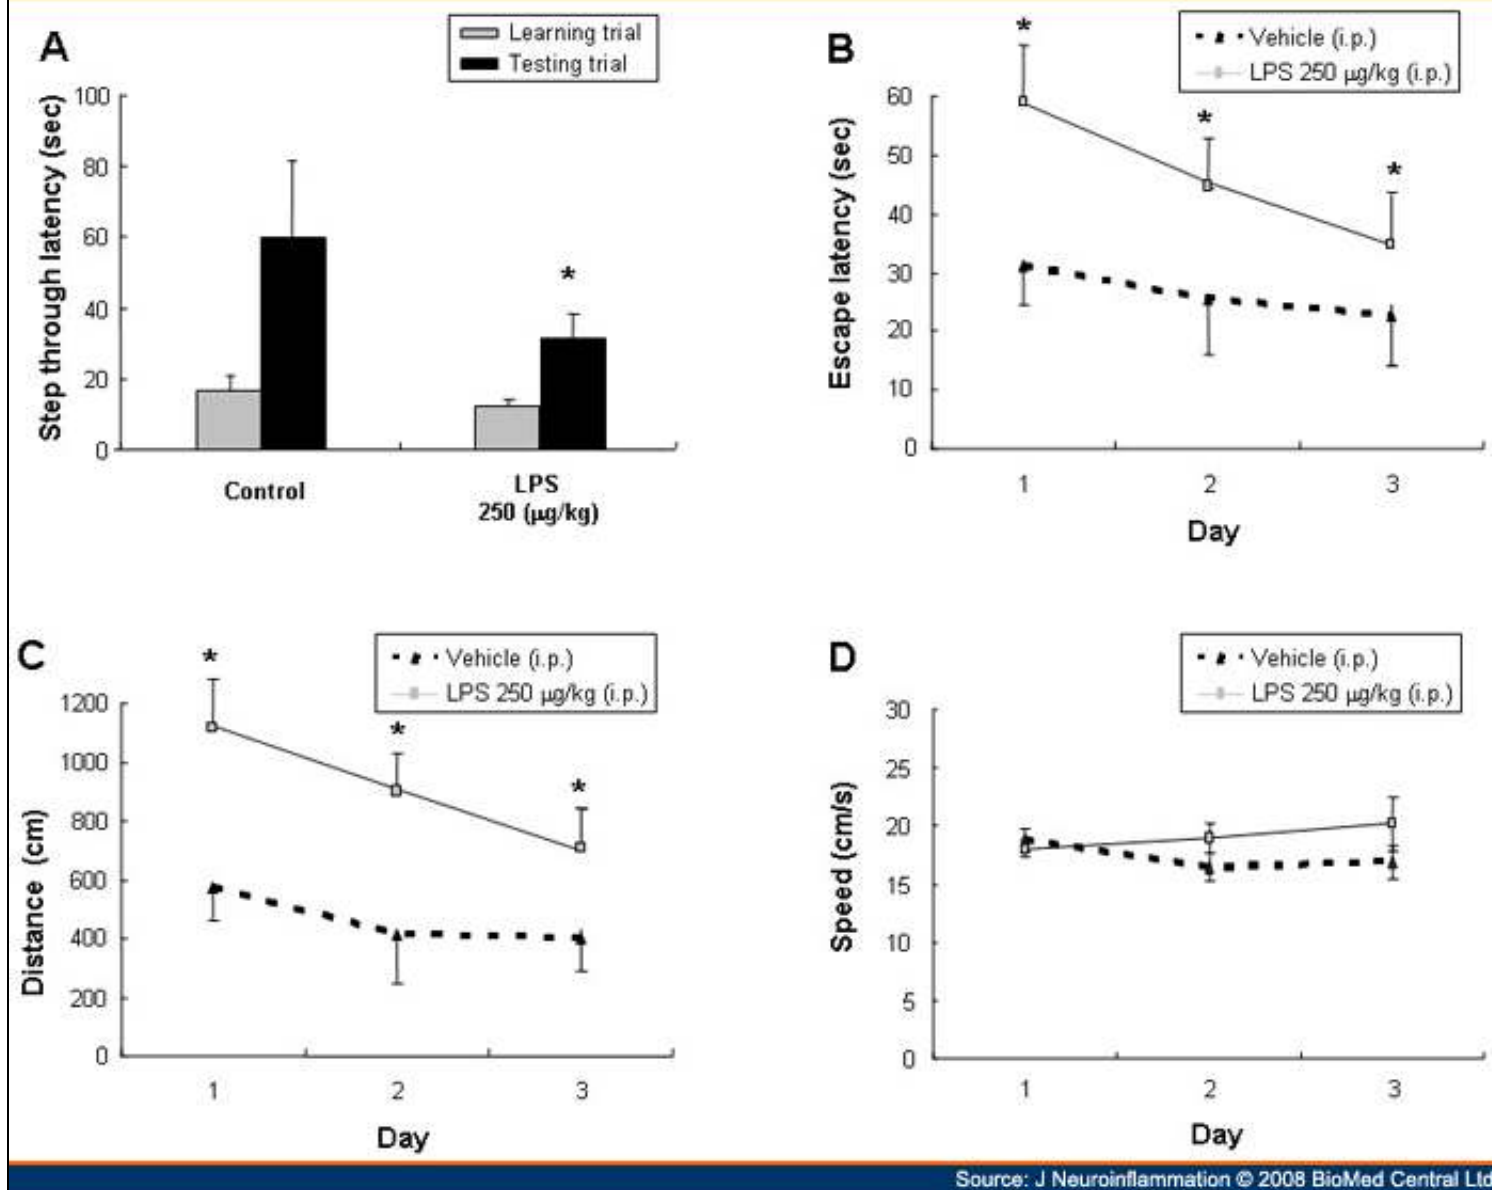 A
Learning trial
Testing trial
Step through latency (sec)
100
80
60
40
20
0
*
Control
LPS
250 (µg/kg)
B
Vehicle (i.p.)
LPS 250 µg/kg (i.p.)
Escape latency (sec)
60
50
40
30
20
10
0
*
*
*
1 2 3
Day
C
Vehicle (i.p.)
LPS 250 µg/kg (i.p.)
Distance (cm)
1200
1000
800
600
400
200
0
*
*
*
1 2 3
Day
D
Vehicle (i.p.)
LPS 250 µg/kg (i.p.)
Speed (cm/s)
30
25
20
15
10
5
0
1 2 3
Day
Source: J Neuroinflammation © 2008 BioMed Central Ltd